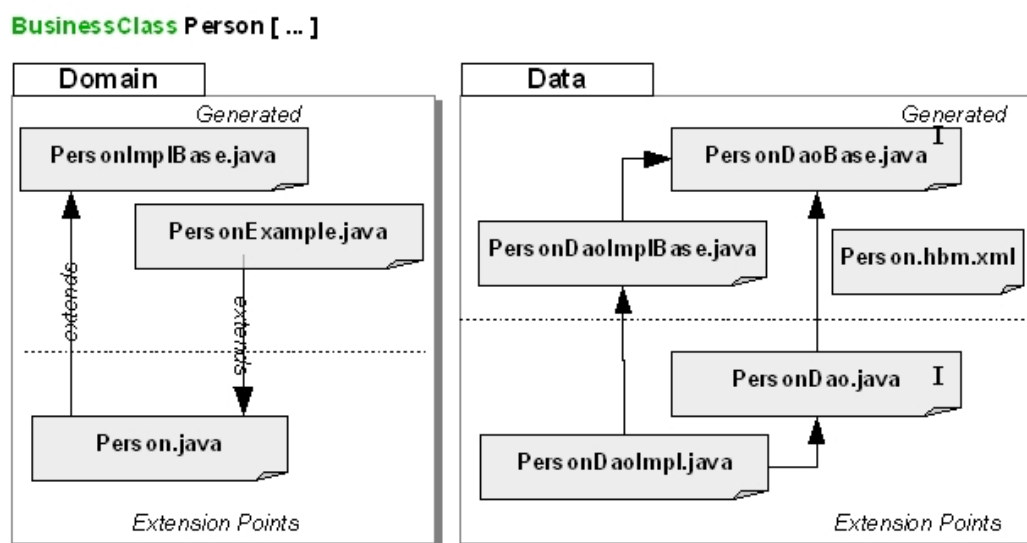 BusinessClass Person [ ... ]
Domain
Generated
PersonImplBase.java
PersonExample.java
extends
extends
Person.java
Extension Points
Data
Generated
PersonDaoBase.java I
PersonDaoImplBase.java
Person.hbm.xml
PersonDao.java I
PersonDaoImpl.java
Extension Points